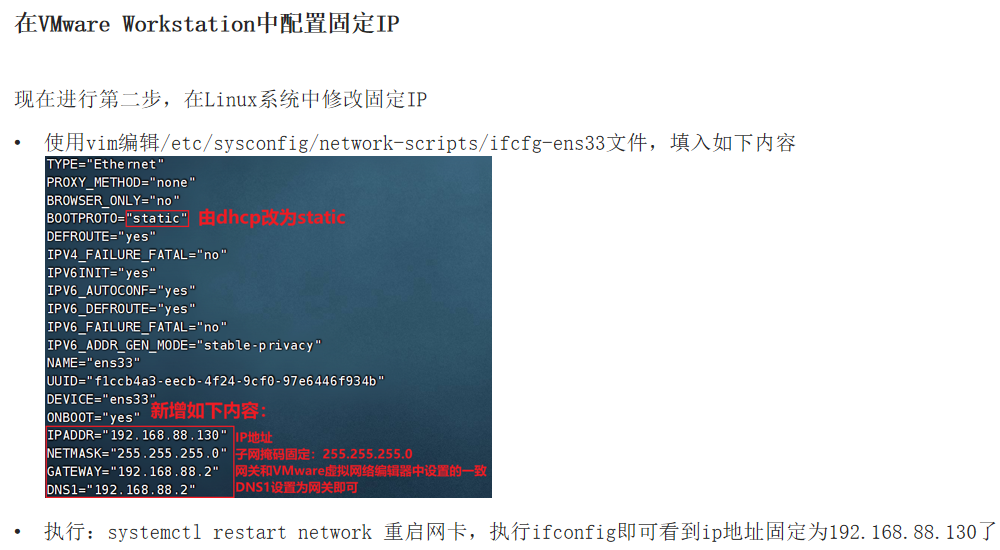 在VMware Workstation中配置固定IP
现在进行第二步，在Linux系统中修改固定IP
• 使用vim编辑/etc/sysconfig/network-scripts/ifcfg-ens33文件，填入如下内容
TYPE="Ethernet"
PROXY_METHOD="none"
BROWSER_ONLY="no"
BOOTPROTO="static" 由dhcp改为static
DEFROUTE="yes"
IPV4_FAILURE_FATAL="no"
IPV6INIT="yes"
IPV6_AUTOCONF="yes"
IPV6_DEFROUTE="yes"
IPV6_FAILURE_FATAL="no"
IPV6_ADDR_GEN_MODE="stable-privacy"
NAME="ens33"
UUID="f1ccb4a3-eecb-4f24-9cf0-97e6446f934b"
DEVICE="ens33"
ONBOOT="yes" 新增如下内容：
IPADDR="192.168.88.130" IP地址
NETMASK="255.255.255.0" 子网掩码固定：255.255.255.0
GATEWAY="192.168.88.2" 网关和VMware虚拟网络编辑器中设置的一致
DNS1="192.168.88.2" DNS1设置为网关即可
• 执行：systemctl restart network 重启网卡，执行ifconfig即可看到ip地址固定为192.168.88.130了